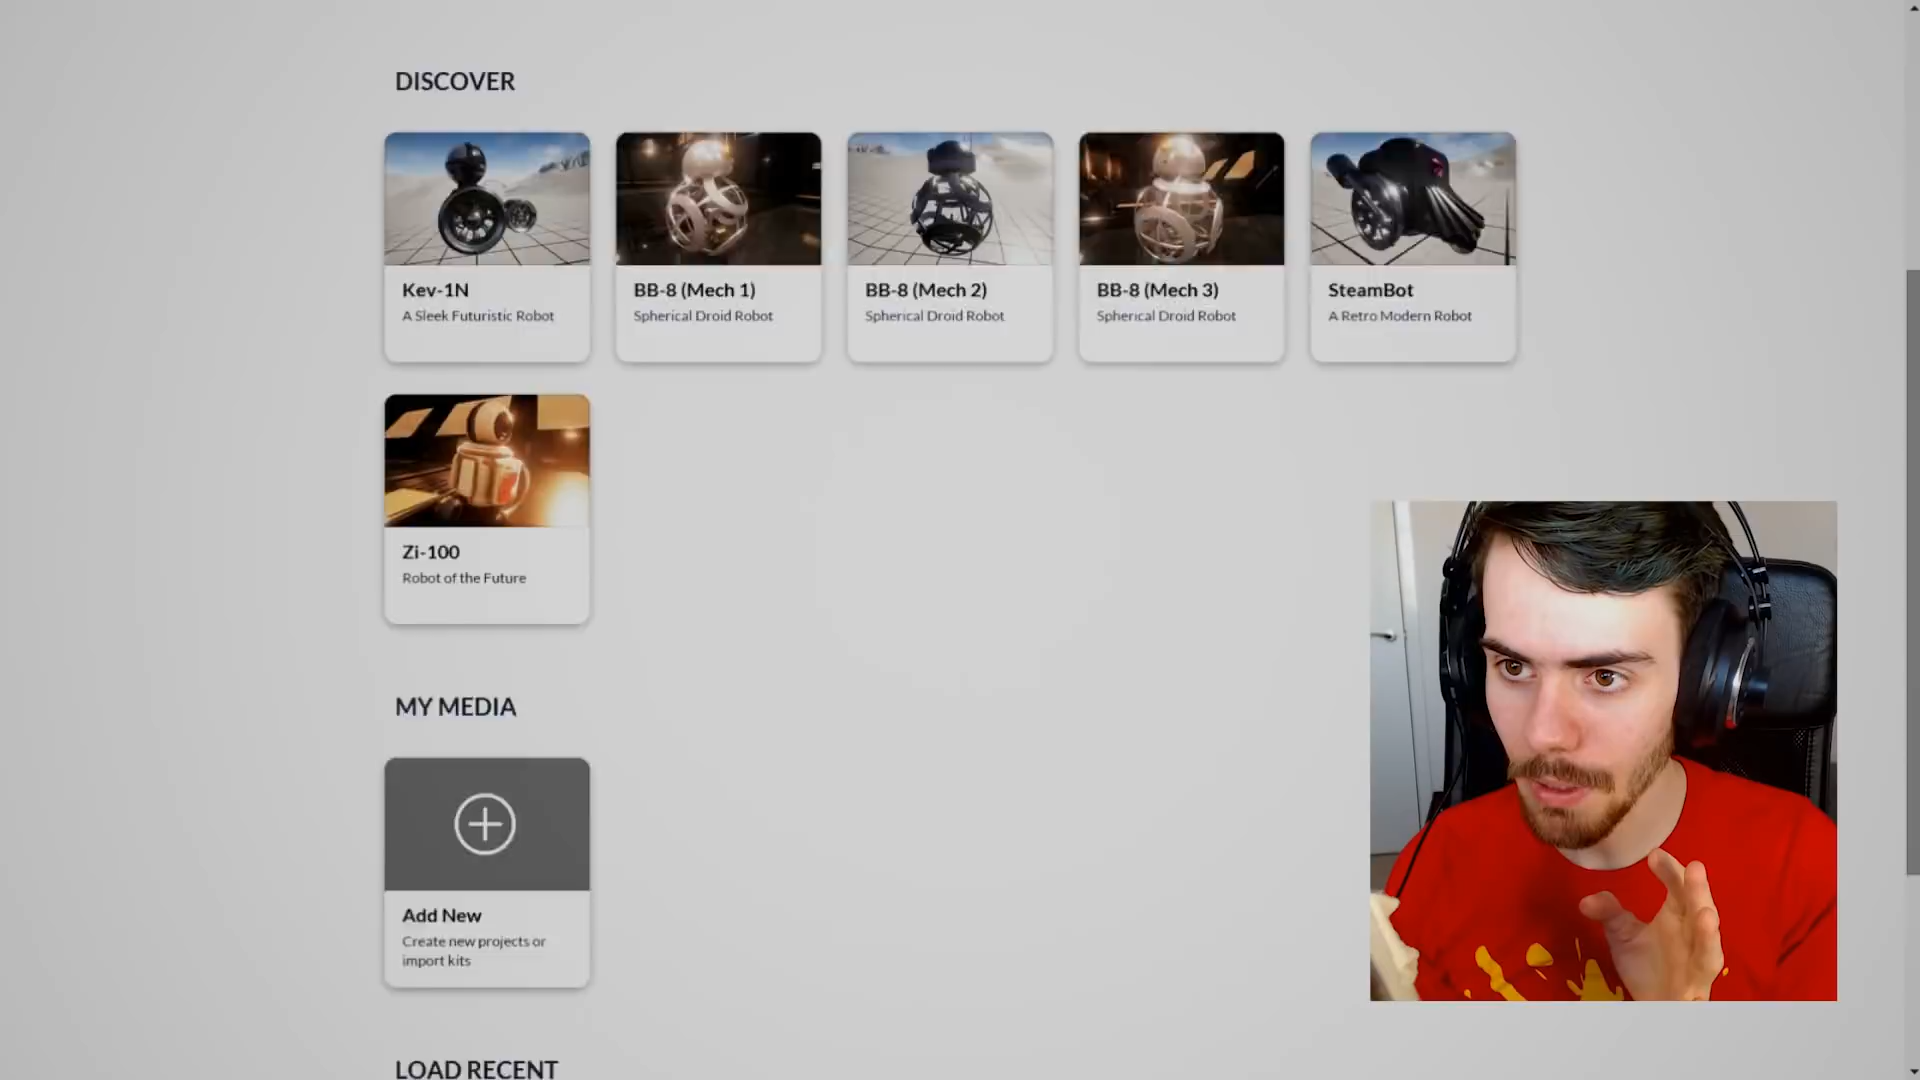 DISCOVER
Kev-1N
A Sleek Futuristic Robot
BB-8 (Mech 1)
Spherical Droid Robot
BB-8 (Mech 2)
Spherical Droid Robot
BB-8 (Mech 3)
Spherical Droid Robot
SteamBot
A Retro Modern Robot
Zi-100
Robot of the Future
MY MEDIA
Add New
Create new projects or
import kits
LOAD RECENT